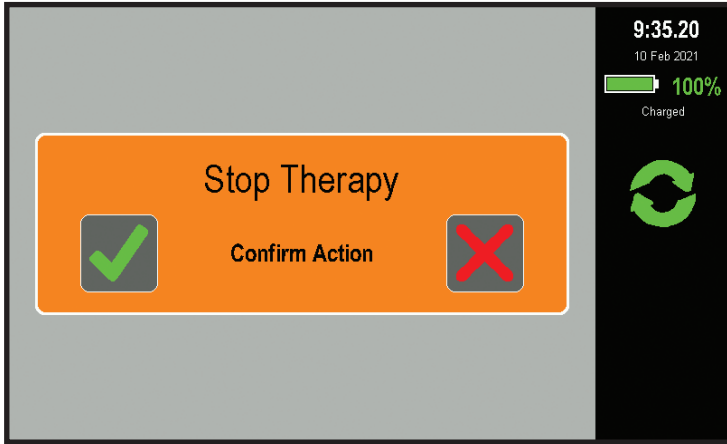 Stop Therapy
Confirm Action
9:35.20
10 Feb 2021
100%
Charged